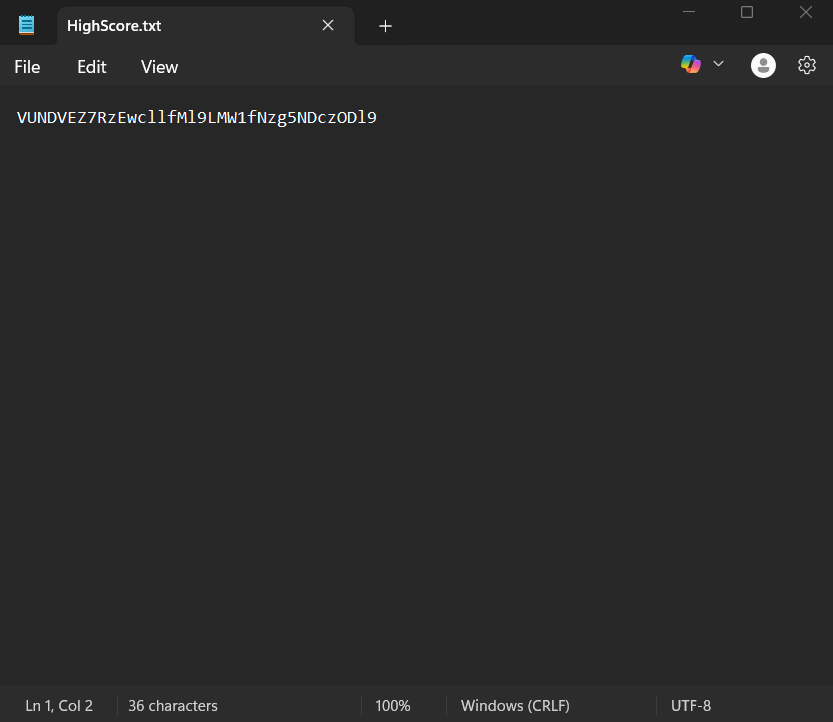 HighScore.txt
File Edit View
VUNDVEZ7RzEwcllfMl9LMW1fNzg5NDczODl9
Ln 1, Col 2 36 characters 100% Windows (CRLF) UTF-8